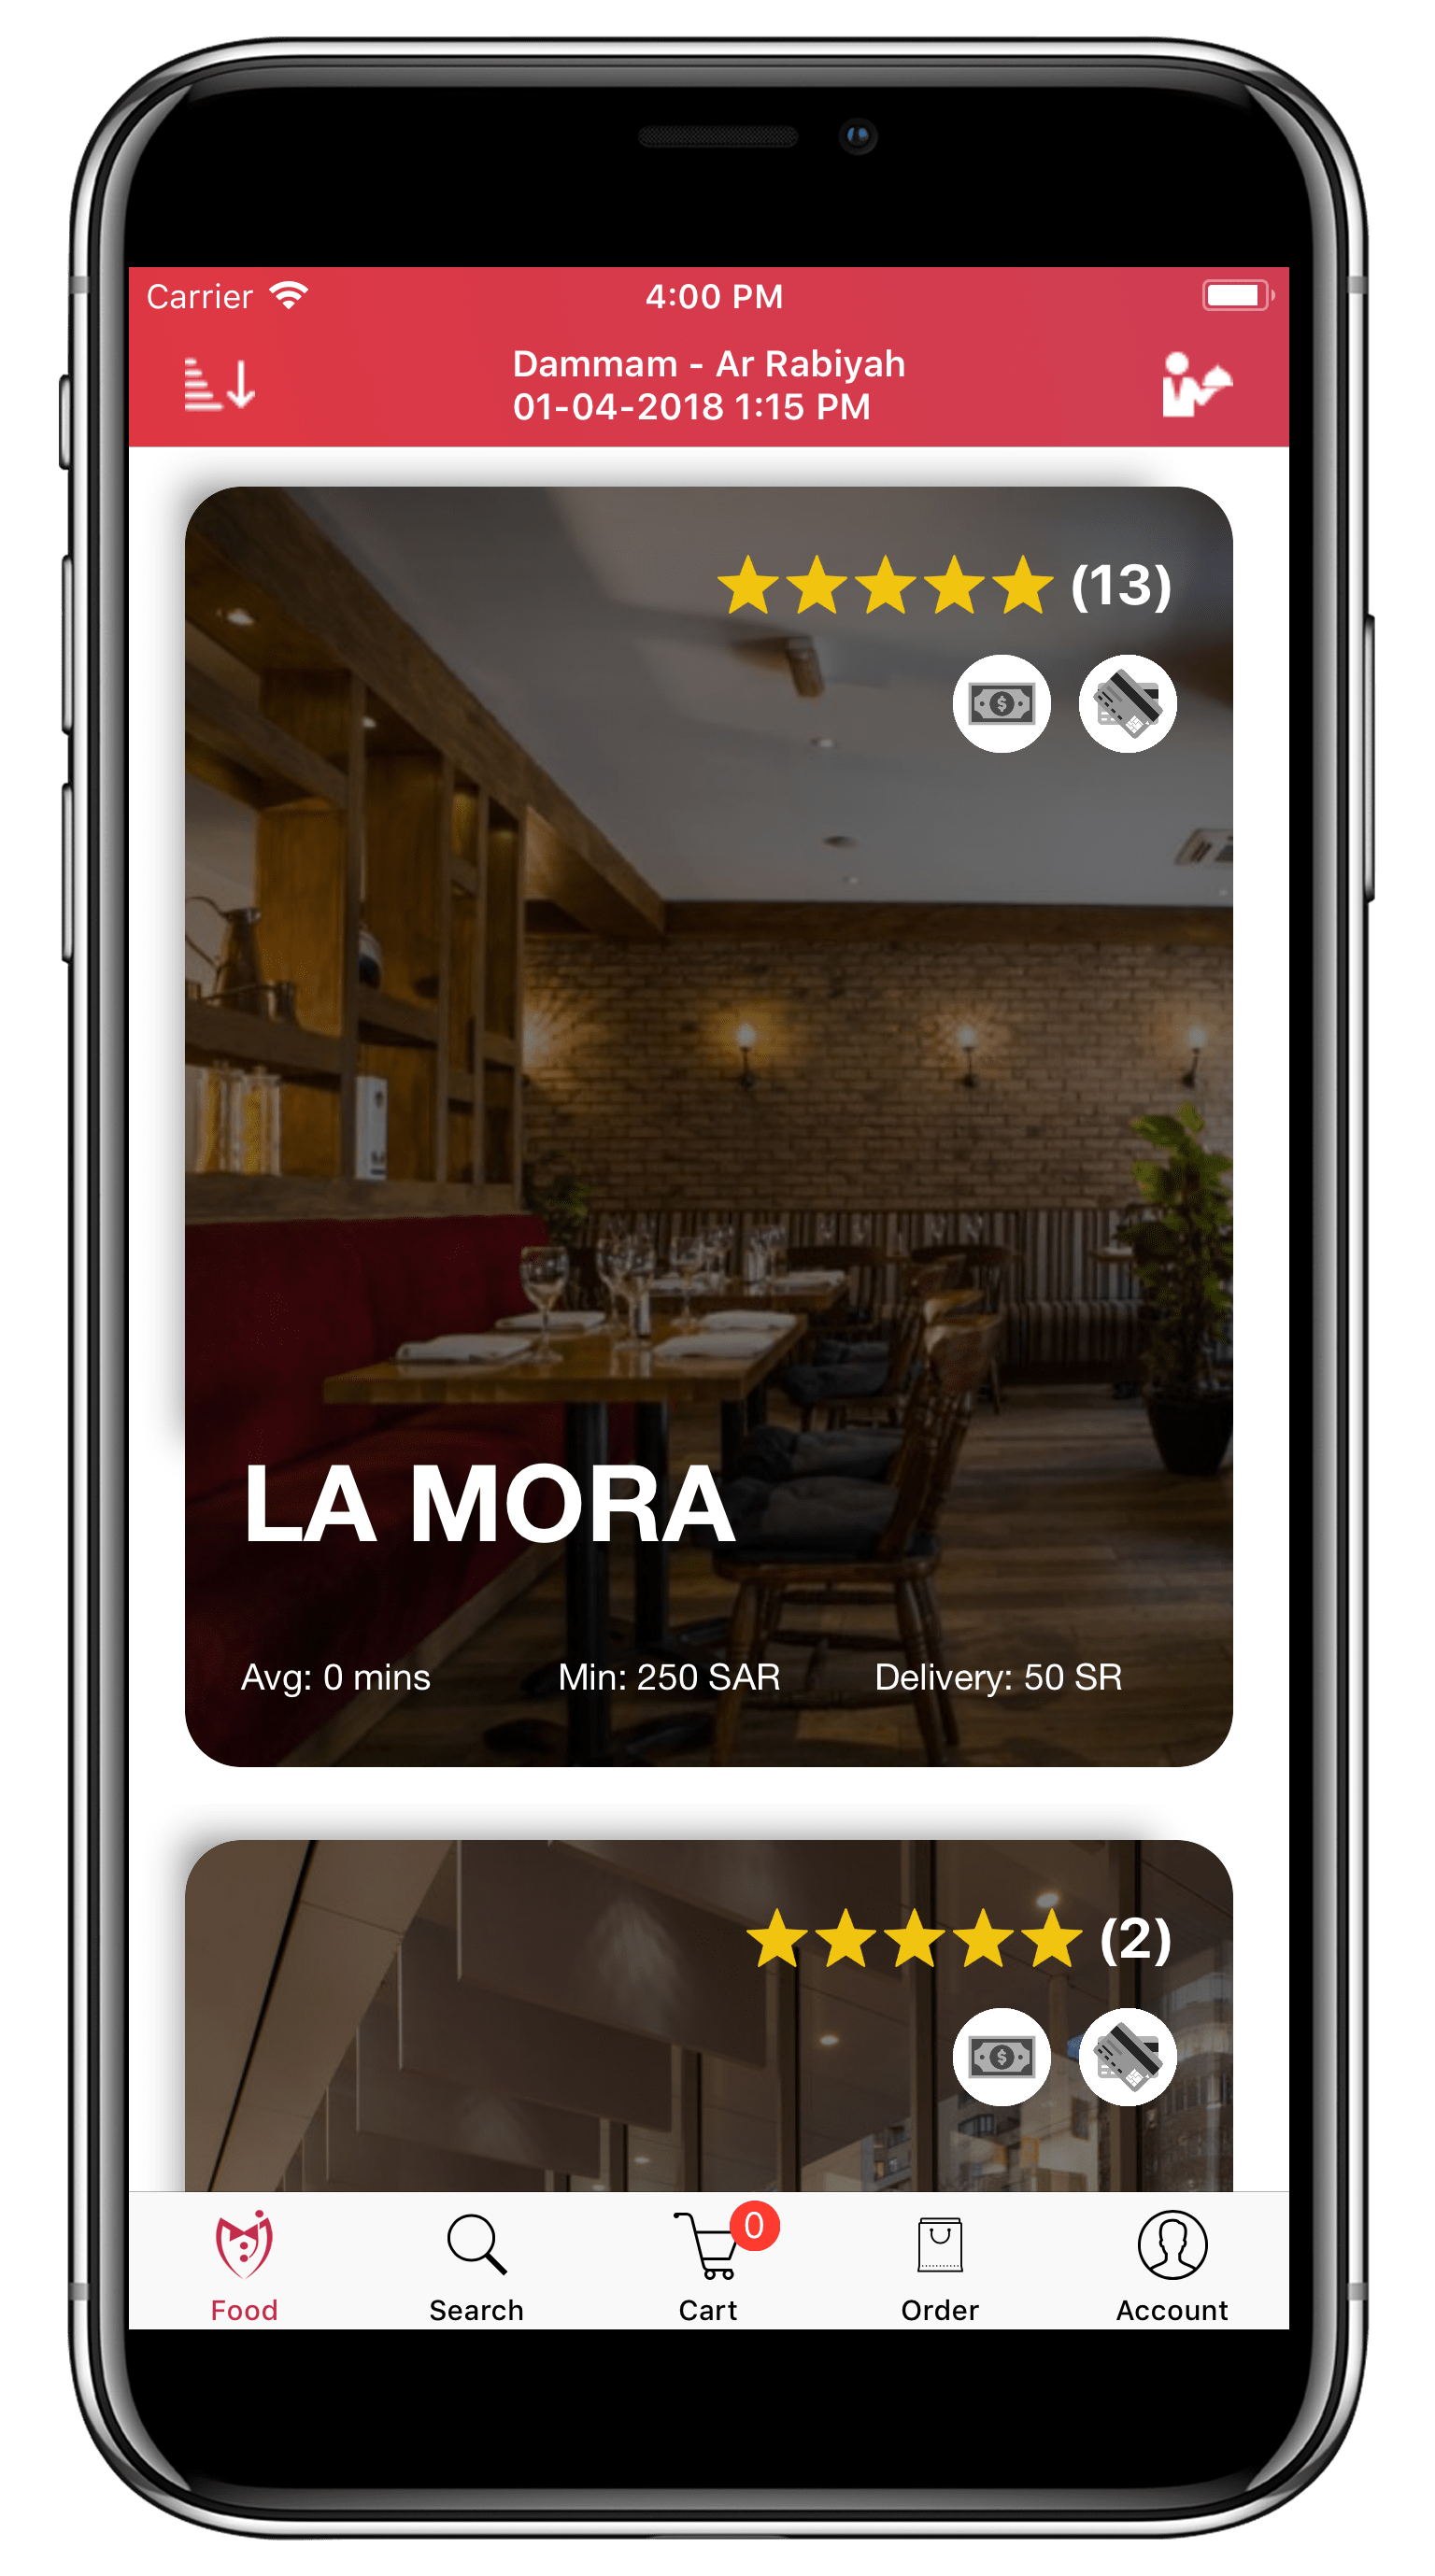 Carrier 4:00 PM
Dammam - Ar Rabiyah
01-04-2018 1:15 PM
(13)
LA MORA
Avg: 0 mins Min: 250 SAR Delivery: 50 SR
(2)
0
Food Search Cart Order Account